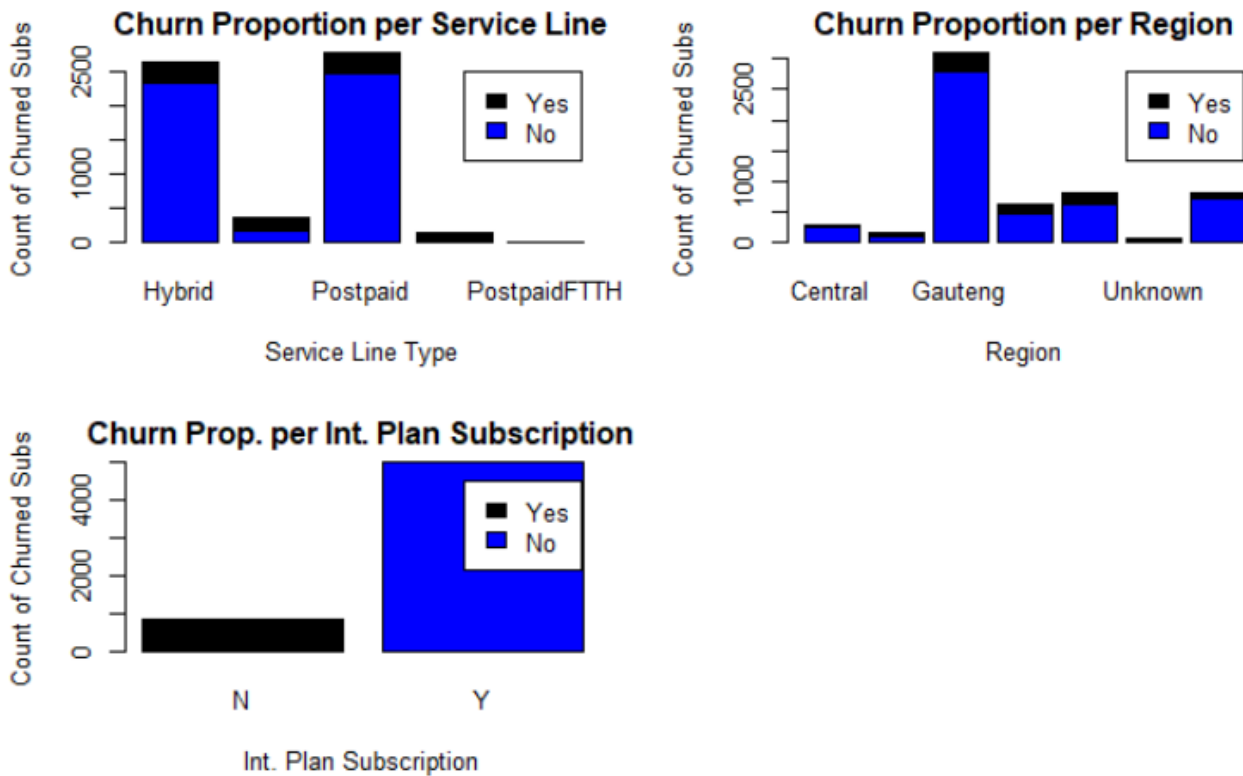 Churn Proportion per Service Line
Count of Churned Subs
0
1000
2500
Yes
No
Hybrid
Postpaid
PostpaidFTTH
Service Line Type
Churn Proportion per Region
Count of Churned Subs
0
1000
2500
Yes
No
Central
Gauteng
Unknown
Region
Churn Prop. per Int. Plan Subscription
Count of Churned Subs
0
2000
4000
Yes
No
N
Y
Int. Plan Subscription